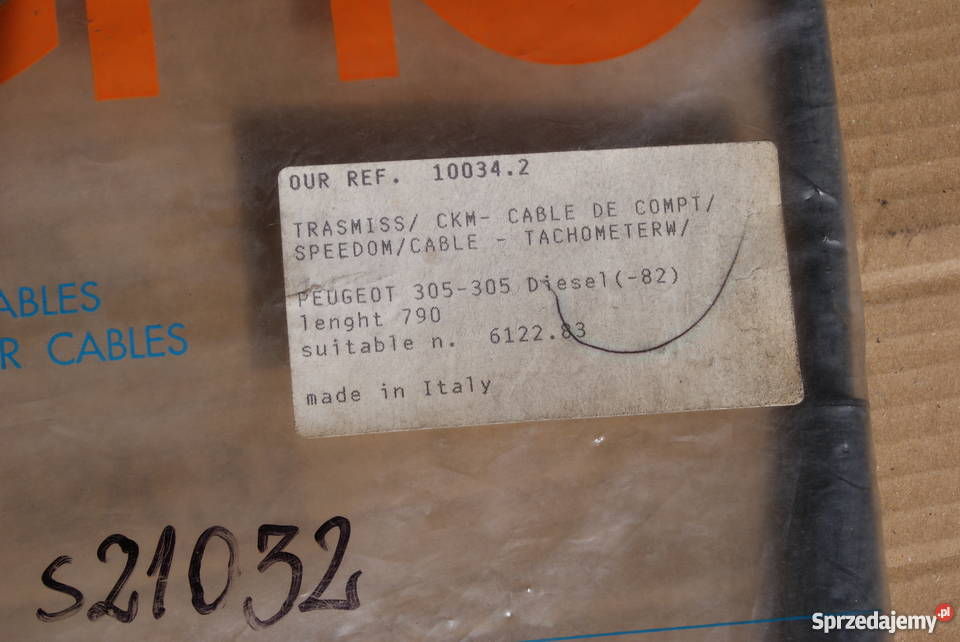 OUR REF. 10034.2
TRASMISS/ CKM- CABLE DE COMPT/
SPEEDOM/CABLE - TACHOMETERW/
PEUGEOT 305-305 Diesel(-82)
lenght 790
suitable n. 6122.83
made in Italy
ABLES
R CABLES
s21032
Sprzedajemy.pl